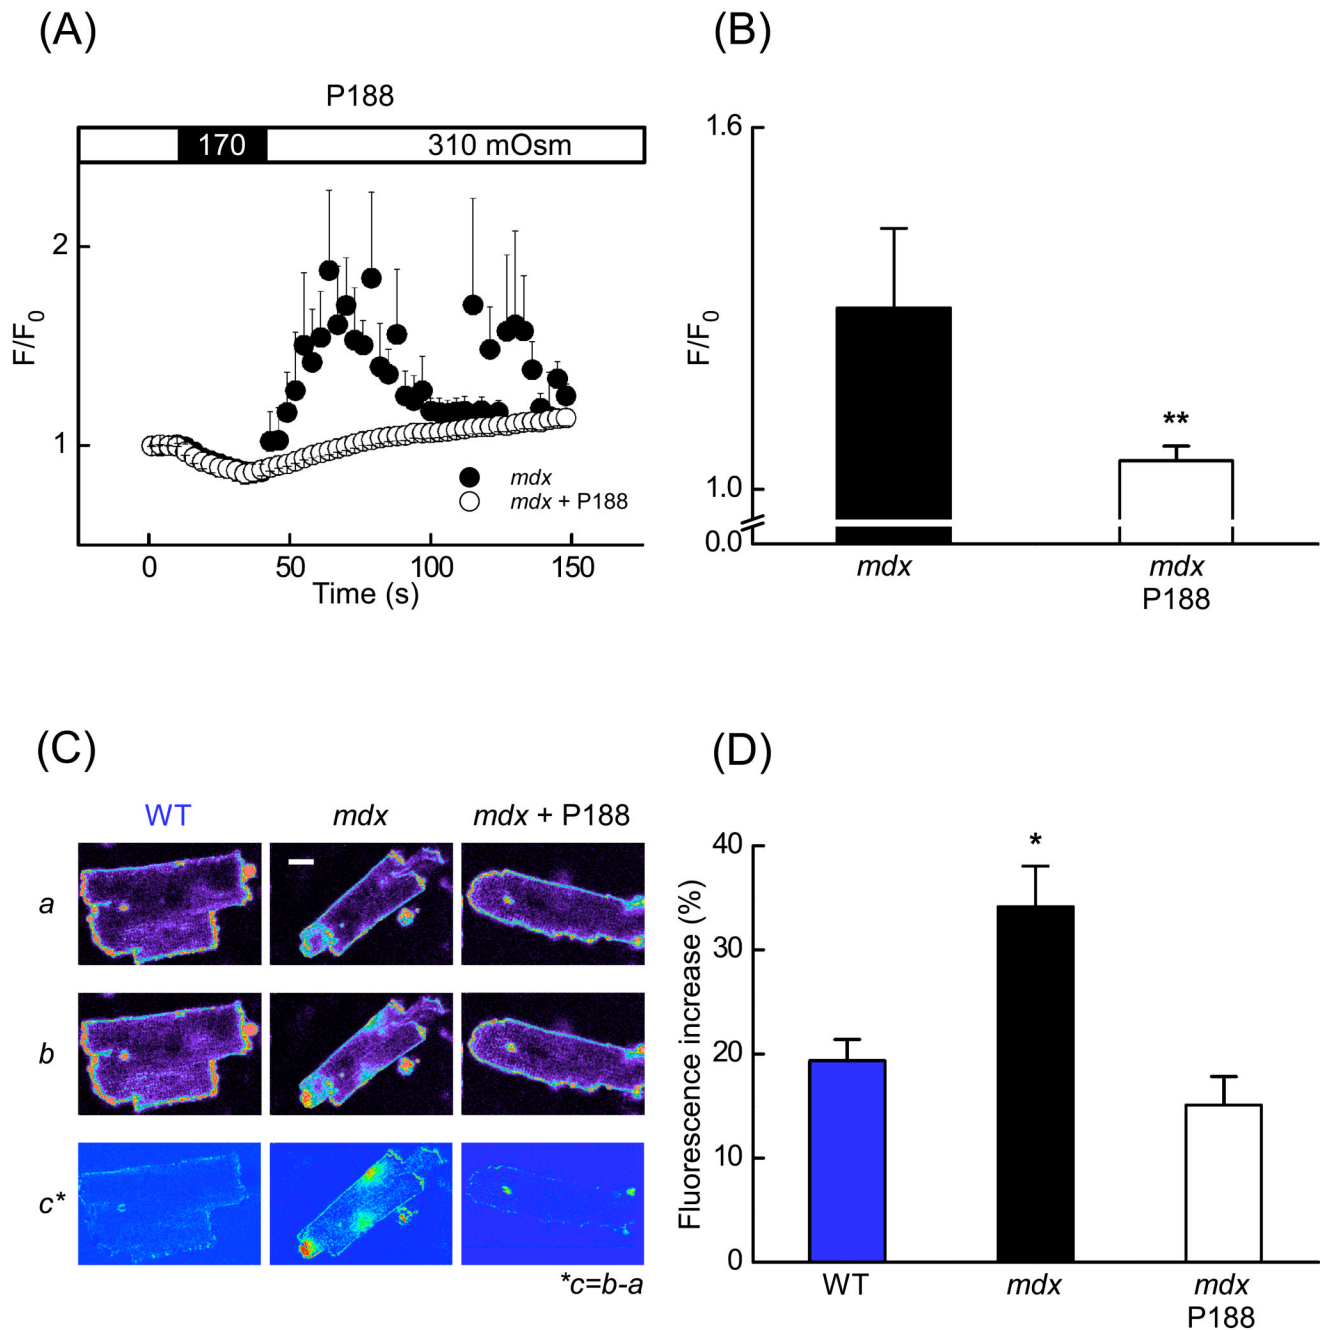 (A)
P188
170
310 mOsm
2
1
F/F0
mdx
mdx + P188
0
50
100
150
Time (s)
(B)
1.6
1.0
0.0
F/F0
**
mdx
mdx
P188
(C)
WT
mdx
mdx + P188
a
b
c*
*c=b-a
(D)
40
30
20
10
0
Fluorescence increase (%)
*
WT
mdx
mdx
P188